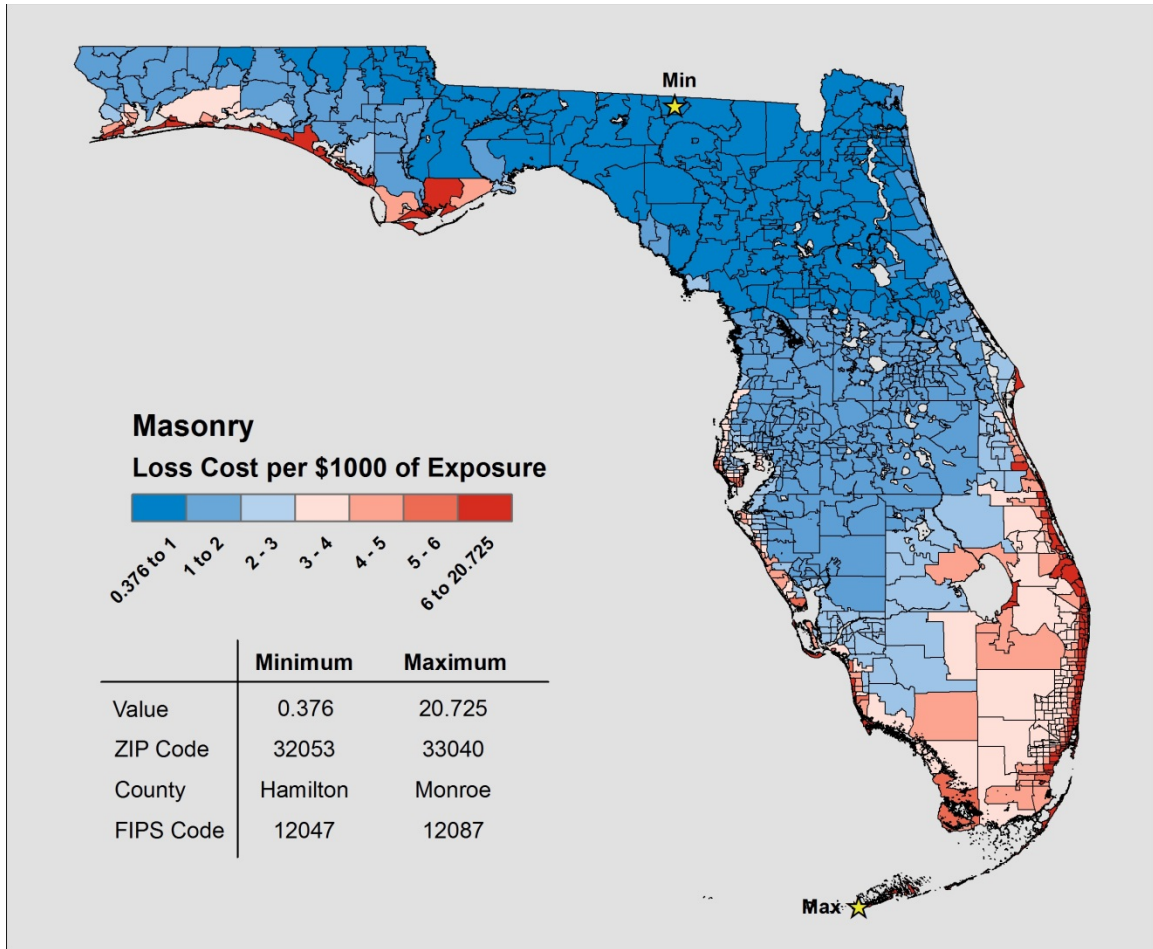 Min
Masonry
Loss Cost per $1000 of Exposure
0.376 to 1
1 to 2
2 - 3
3 - 4
4 - 5
5 - 6
6 to 20.725
Minimum Maximum
Value 0.376 20.725
ZIP Code 32053 33040
County Hamilton Monroe
FIPS Code 12047 12087
Max